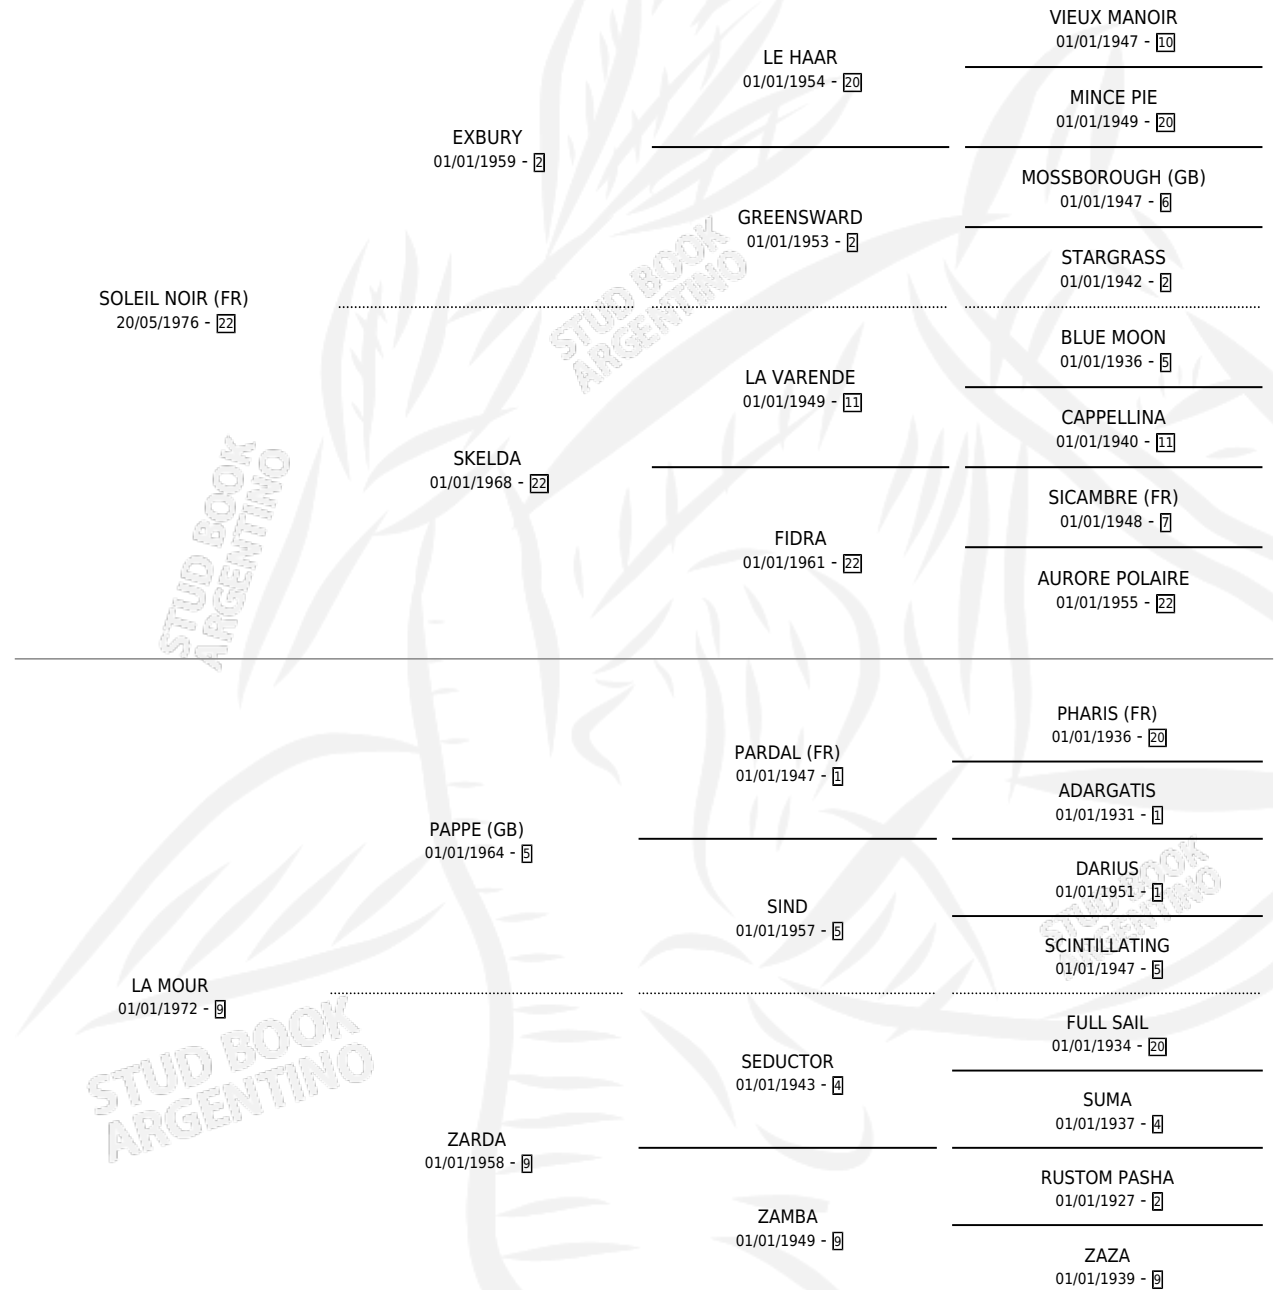 VIEUX MANOIR
01/01/1947 - 10
LE HAAR
01/01/1954 - 20
MINCE PIE
01/01/1949 - 20
EXBURY
01/01/1959 - 2
MOSSBOROUGH (GB)
01/01/1947 - 6
GREENSWARD
01/01/1953 - 2
STARGRASS
01/01/1942 - 2
SOLEIL NOIR (FR)
20/05/1976 - 22
STUD BOOK
ARGENTINO
BLUE MOON
01/01/1936 - 5
LA VARENDE
01/01/1949 - 11
CAPPELLINA
01/01/1940 - 11
SKELDA
01/01/1968 - 22
SICAMBRE (FR)
01/01/1948 - 7
FIDRA
01/01/1961 - 22
AURORE POLAIRE
01/01/1955 - 22
STUD BOOK
ARGENTINO
PHARIS (FR)
01/01/1936 - 20
PARDAL (FR)
01/01/1947 - 1
ADARGATIS
01/01/1931 - 1
PAPPE (GB)
01/01/1964 - 5
DARIUS
01/01/1951 - 1
SIND
01/01/1957 - 5
STUD BOOK
ARGENTINO
SCINTILLATING
01/01/1947 - 5
LA MOUR
01/01/1972 - 9
STUD BOOK
ARGENTINO
FULL SAIL
01/01/1934 - 20
SEDUCTOR
01/01/1943 - 4
SUMA
01/01/1937 - 4
ZARDA
01/01/1958 - 9
RUSTOM PASHA
01/01/1927 - 2
ZAMBA
01/01/1949 - 9
ZAZA
01/01/1939 - 9